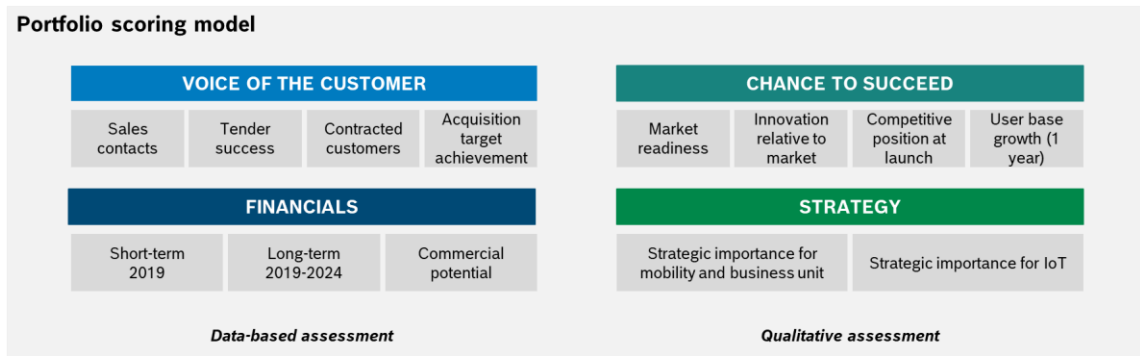 Portfolio scoring model
VOICE OF THE CUSTOMER
Sales
contacts
Tender
success
Contracted
customers
Acquisition
target
achievement
FINANCIALS
Short-term
2019
Long-term
2019-2024
Commercial
potential
Data-based assessment
CHANCE TO SUCCEED
Market
readiness
Innovation
relative to
market
Competitive
position at
launch
User base
growth (1
year)
STRATEGY
Strategic importance for
mobility and business unit
Strategic importance for IoT
Qualitative assessment